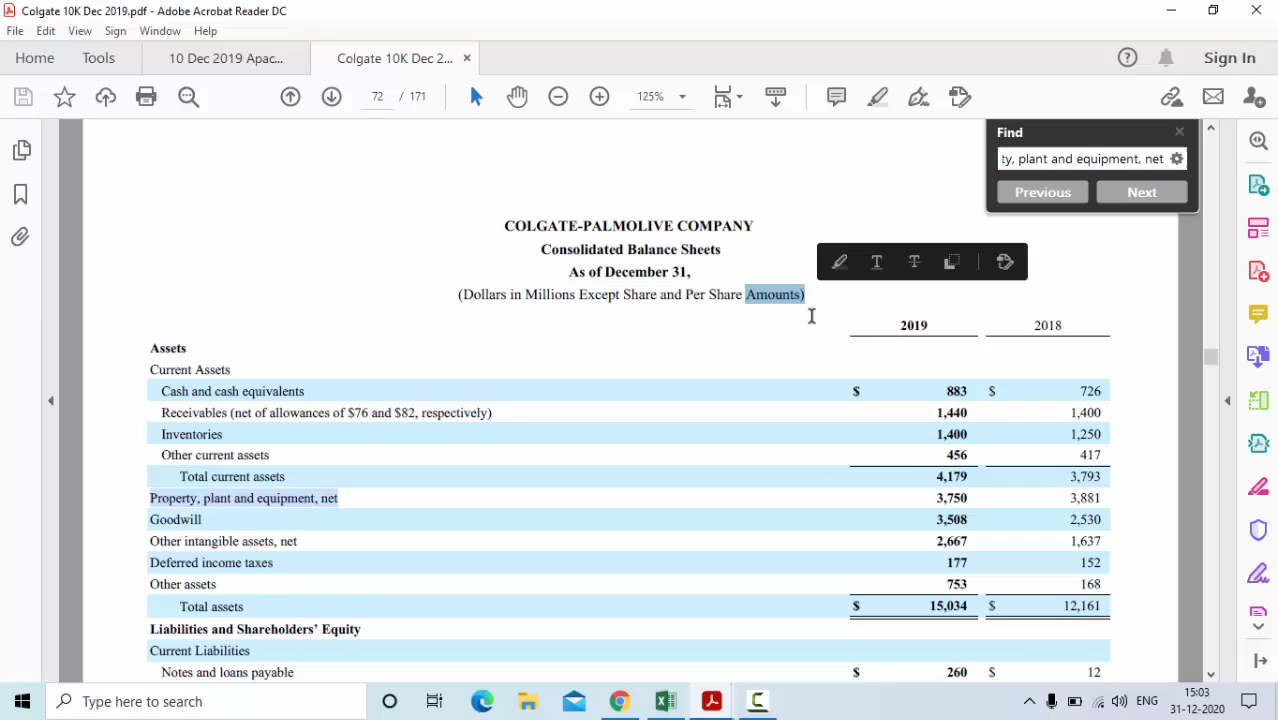 Colgate 10K Dec 2019.pdf - Adobe Acrobat Reader DC
File Edit View Sign Window Help
Home Tools 10 Dec 2019 Apac... Colgate 10K Dec 2... Sign In
72 / 171 125%
Find
ty, plant and equipment, net
Previous Next
COLGATE-PALMOLIVE COMPANY
Consolidated Balance Sheets
As of December 31,
(Dollars in Millions Except Share and Per Share Amounts)
2019 2018
Assets
Current Assets
Cash and cash equivalents $ 883 $ 726
Receivables (net of allowances of $76 and $82, respectively) 1,440 1,400
Inventories 1,400 1,250
Other current assets 456 417
Total current assets 4,179 3,793
Property, plant and equipment, net 3,750 3,881
Goodwill 3,508 2,530
Other intangible assets, net 2,667 1,637
Deferred income taxes 177 152
Other assets 753 168
Total assets $ 15,034 $ 12,161
Liabilities and Shareholders’ Equity
Current Liabilities
Notes and loans payable $ 260 $ 12
Type here to search
ENG
15:03
31-12-2020